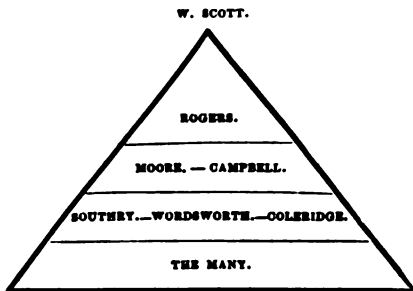 W. SCOTT.
ROGERS.
MOORE. — CAMPBELL.
SOUTHEY.—WORDSWORTH.—COLERIDGE.
THE MANY.